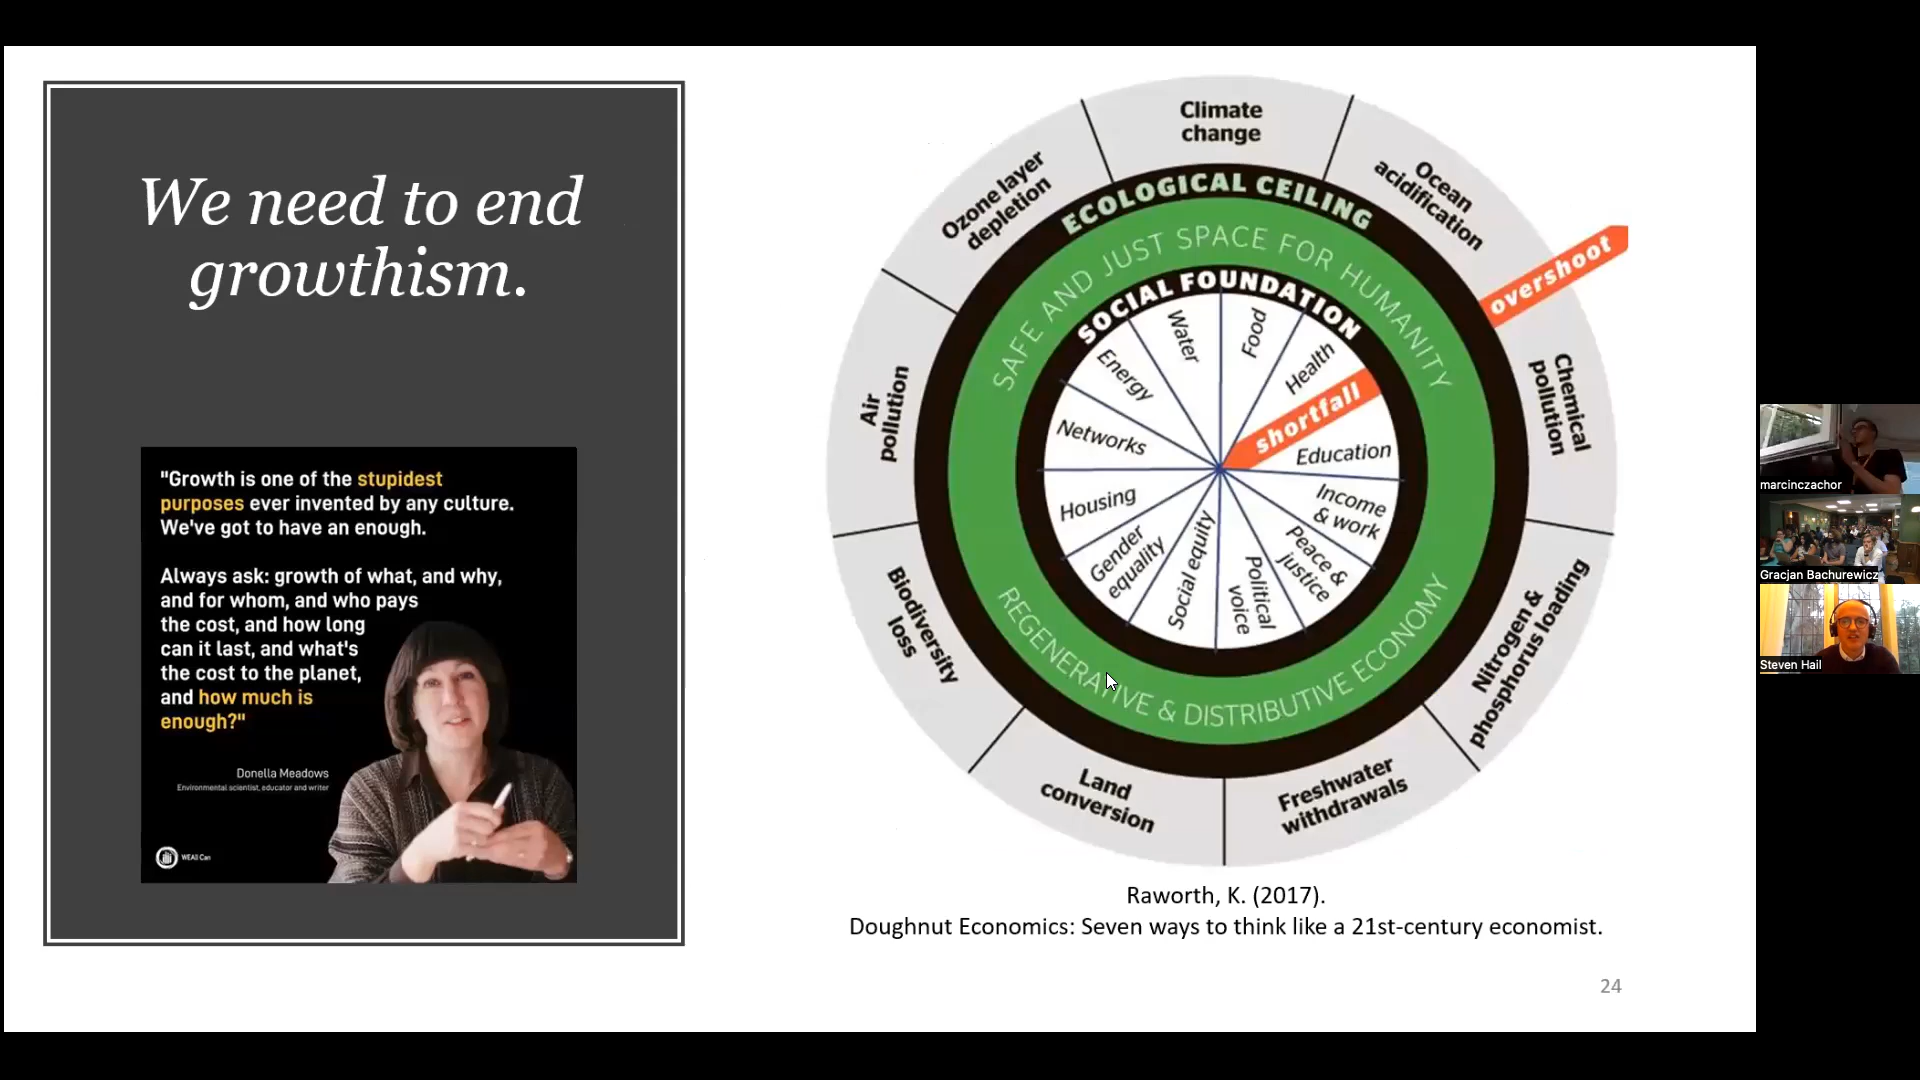 We need to end
growthism.
"Growth is one of the stupidest
purposes ever invented by any culture.
We've got to have an enough.
Always ask: growth of what, and why,
and for whom, and who pays
the cost, and how long
can it last, and what's
the cost to the planet,
and how much is
enough?"
Donella Meadows
Environmental scientist, educator and writer
WEAll Can
Climate
change
Ocean
acidification
Chemical
pollution
Nitrogen &
phosphorus loading
Freshwater
withdrawals
Land
conversion
Biodiversity
loss
Air
pollution
Ozone layer
depletion
overshoot
ECOLOGICAL CEILING
SAFE AND JUST SPACE FOR HUMANITY
SOCIAL FOUNDATION
Water
Food
Health
shortfall
Education
Income
& work
Peace &
justice
Political
voice
Social equity
Gender
equality
Housing
Networks
Energy
REGENERATIVE & DISTRIBUTIVE ECONOMY
Raworth, K. (2017).
Doughnut Economics: Seven ways to think like a 21st-century economist.
24
marcinczachor
Gracjan Bachurewicz
Steven Hail